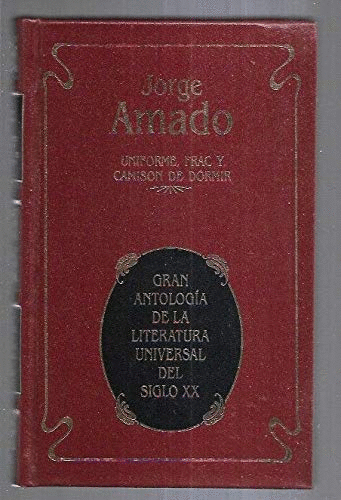 Jorge
Amado
UNIFORME, FRAC Y
CAMISON DE DORMIR
GRAN
ANTOLOGÍA
DE LA
LITERATURA
UNIVERSAL
DEL
SIGLO XX